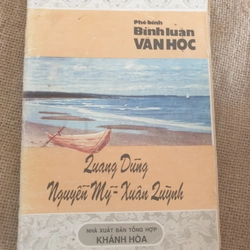 Phê bình
Bình luận
VĂN HỌC
Quang Dũng
Nguyễn Mỹ - Xuân Quỳnh
NHÀ XUẤT BẢN TỔNG HỢP
KHÁNH HÒA